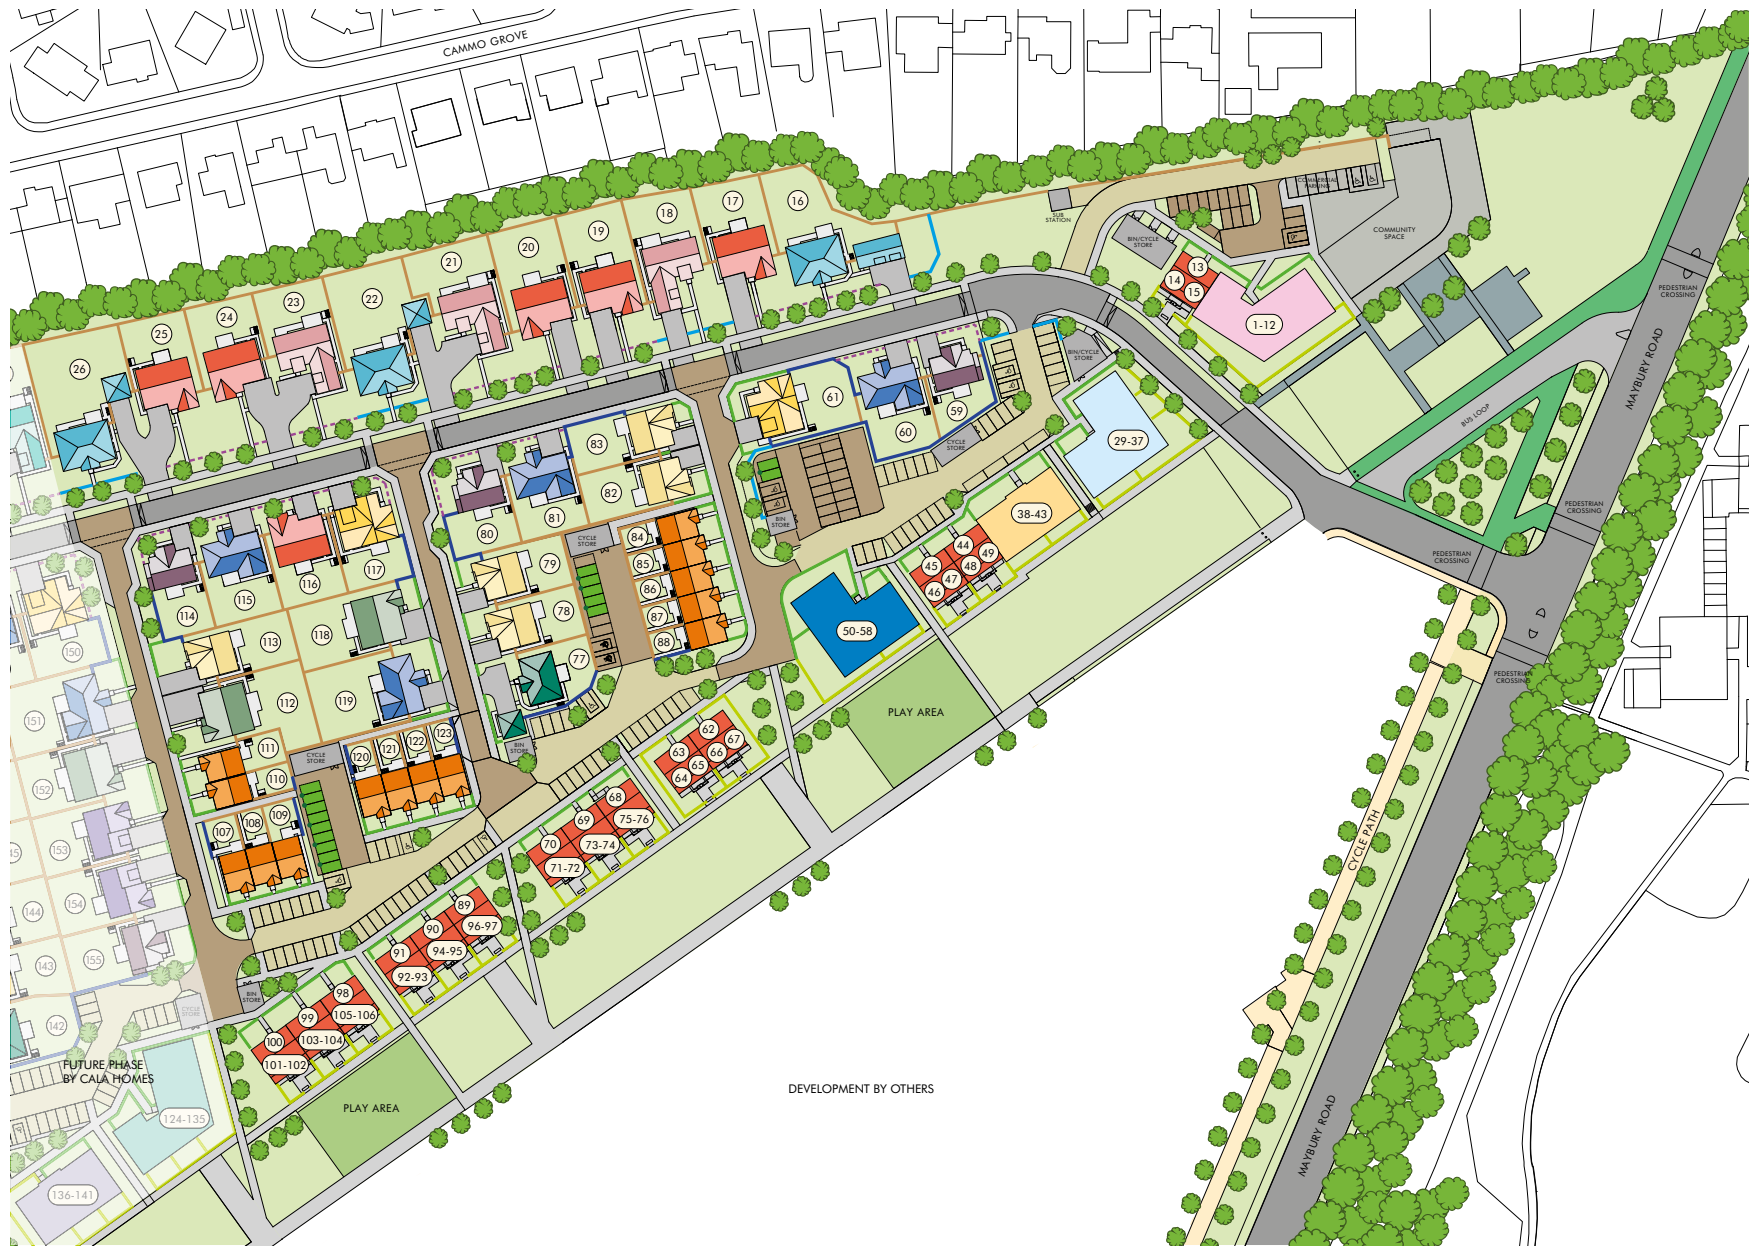 CAMMO GROVE
16
17
18
19
20
21
22
23
24
25
26
SUB
STATION
BIN/CYCLE
STORE
COMMERCIAL
PARKING
COMMUNITY
SPACE
13
14
15
1-12
PEDESTRIAN
CROSSING
MAYBURY ROAD
BUS LOOP
PEDESTRIAN
CROSSING
PEDESTRIAN
CROSSING
PEDESTRIAN
CROSSING
BIN/CYCLE
STORE
61
60
59
CYCLE
STORE
29-37
38-43
83
82
81
80
79
78
77
CYCLE
STORE
BIN
STORE
84
85
86
87
88
44
49
45
48
47
46
50-58
PLAY AREA
114
115
116
117
113
118
112
119
111
110
CYCLE
STORE
120
121
122
123
BIN
STORE
109
108
107
62
67
63
66
65
64
68
75-76
69
73-74
70
71-72
89
96-97
90
94-95
91
92-93
98
105-106
99
103-104
100
101-102
BIN
STORE
PLAY AREA
150
151
152
153
45
154
144
155
143
142
CYCLE
STORE
FUTURE PHASE
BY CALA HOMES
124-135
136-141
DEVELOPMENT BY OTHERS
CYCLE PATH
MAYBURY ROAD